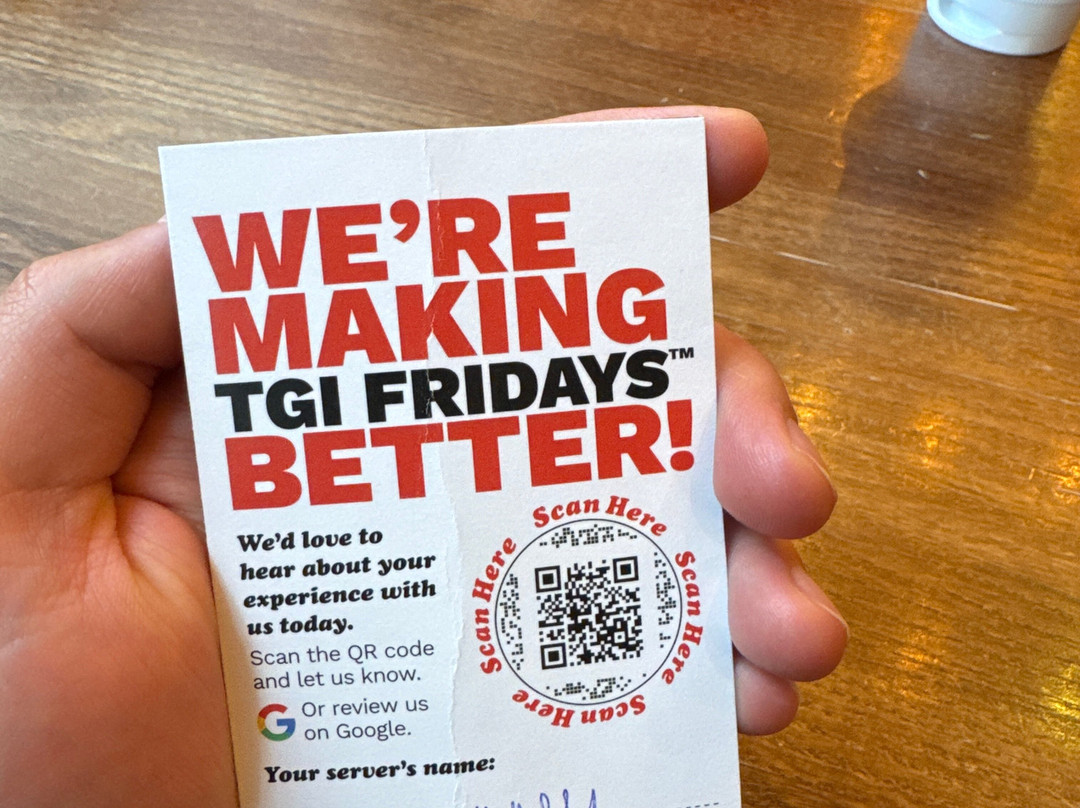 WE'RE
MAKING
TGI FRIDAYS™
BETTER!
We'd love to
hear about your
experience with
us today.
Scan the QR code
and let us know.
G Or review us
on Google.
Scan Here
Scan Here
Scan Here
Scan Here
Scan Here
Your server's name: